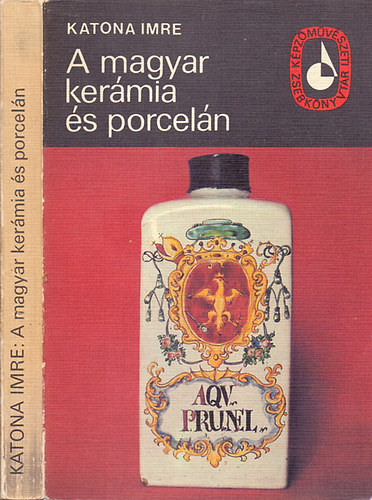 KATONA IMRE
A magyar
kerámia
és porcelán
KÉPZŐMŰVÉSZETI
ZSEBKÖNYVTÁR
AQV.
PRUNEL.
KATONA IMRE: A magyar kerámia és porcelán